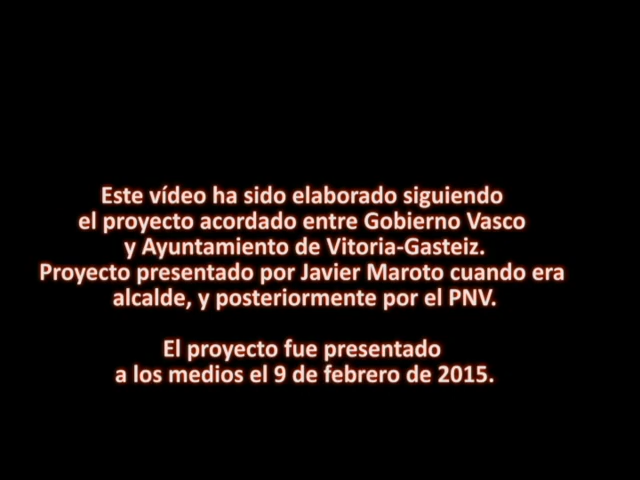 Este vídeo ha sido elaborado siguiendo
el proyecto acordado entre Gobierno Vasco
y Ayuntamiento de Vitoria-Gasteiz.
Proyecto presentado por Javier Maroto cuando era
alcalde, y posteriormente por el PNV.
El proyecto fue presentado
a los medios el 9 de febrero de 2015.